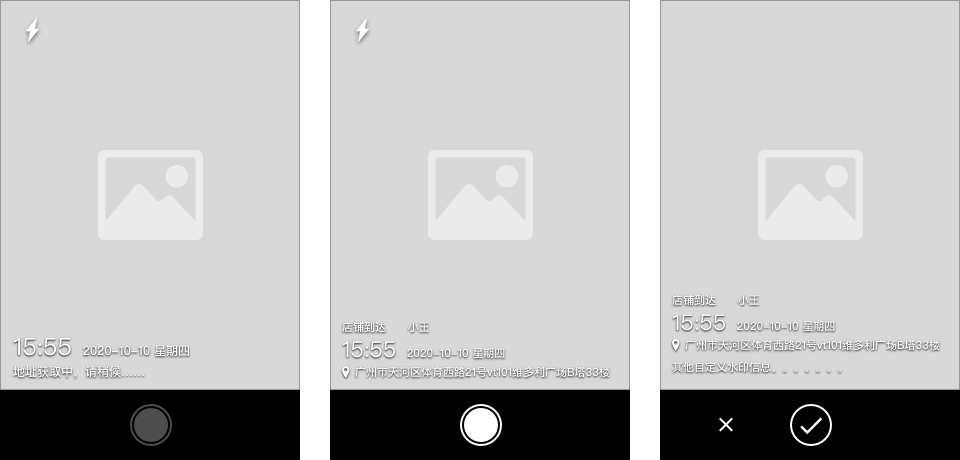 15:55 2020-10-10 星期四
地址获取中，请稍候……
店铺到达 小王
15:55 2020-10-10 星期四
广州市天河区体育西路21号vt101维多利广场B塔33楼
店铺到达 小王
15:55 2020-10-10 星期四
广州市天河区体育西路21号vt101维多利广场B塔33楼
其他自定义水印信息。。。。。。。